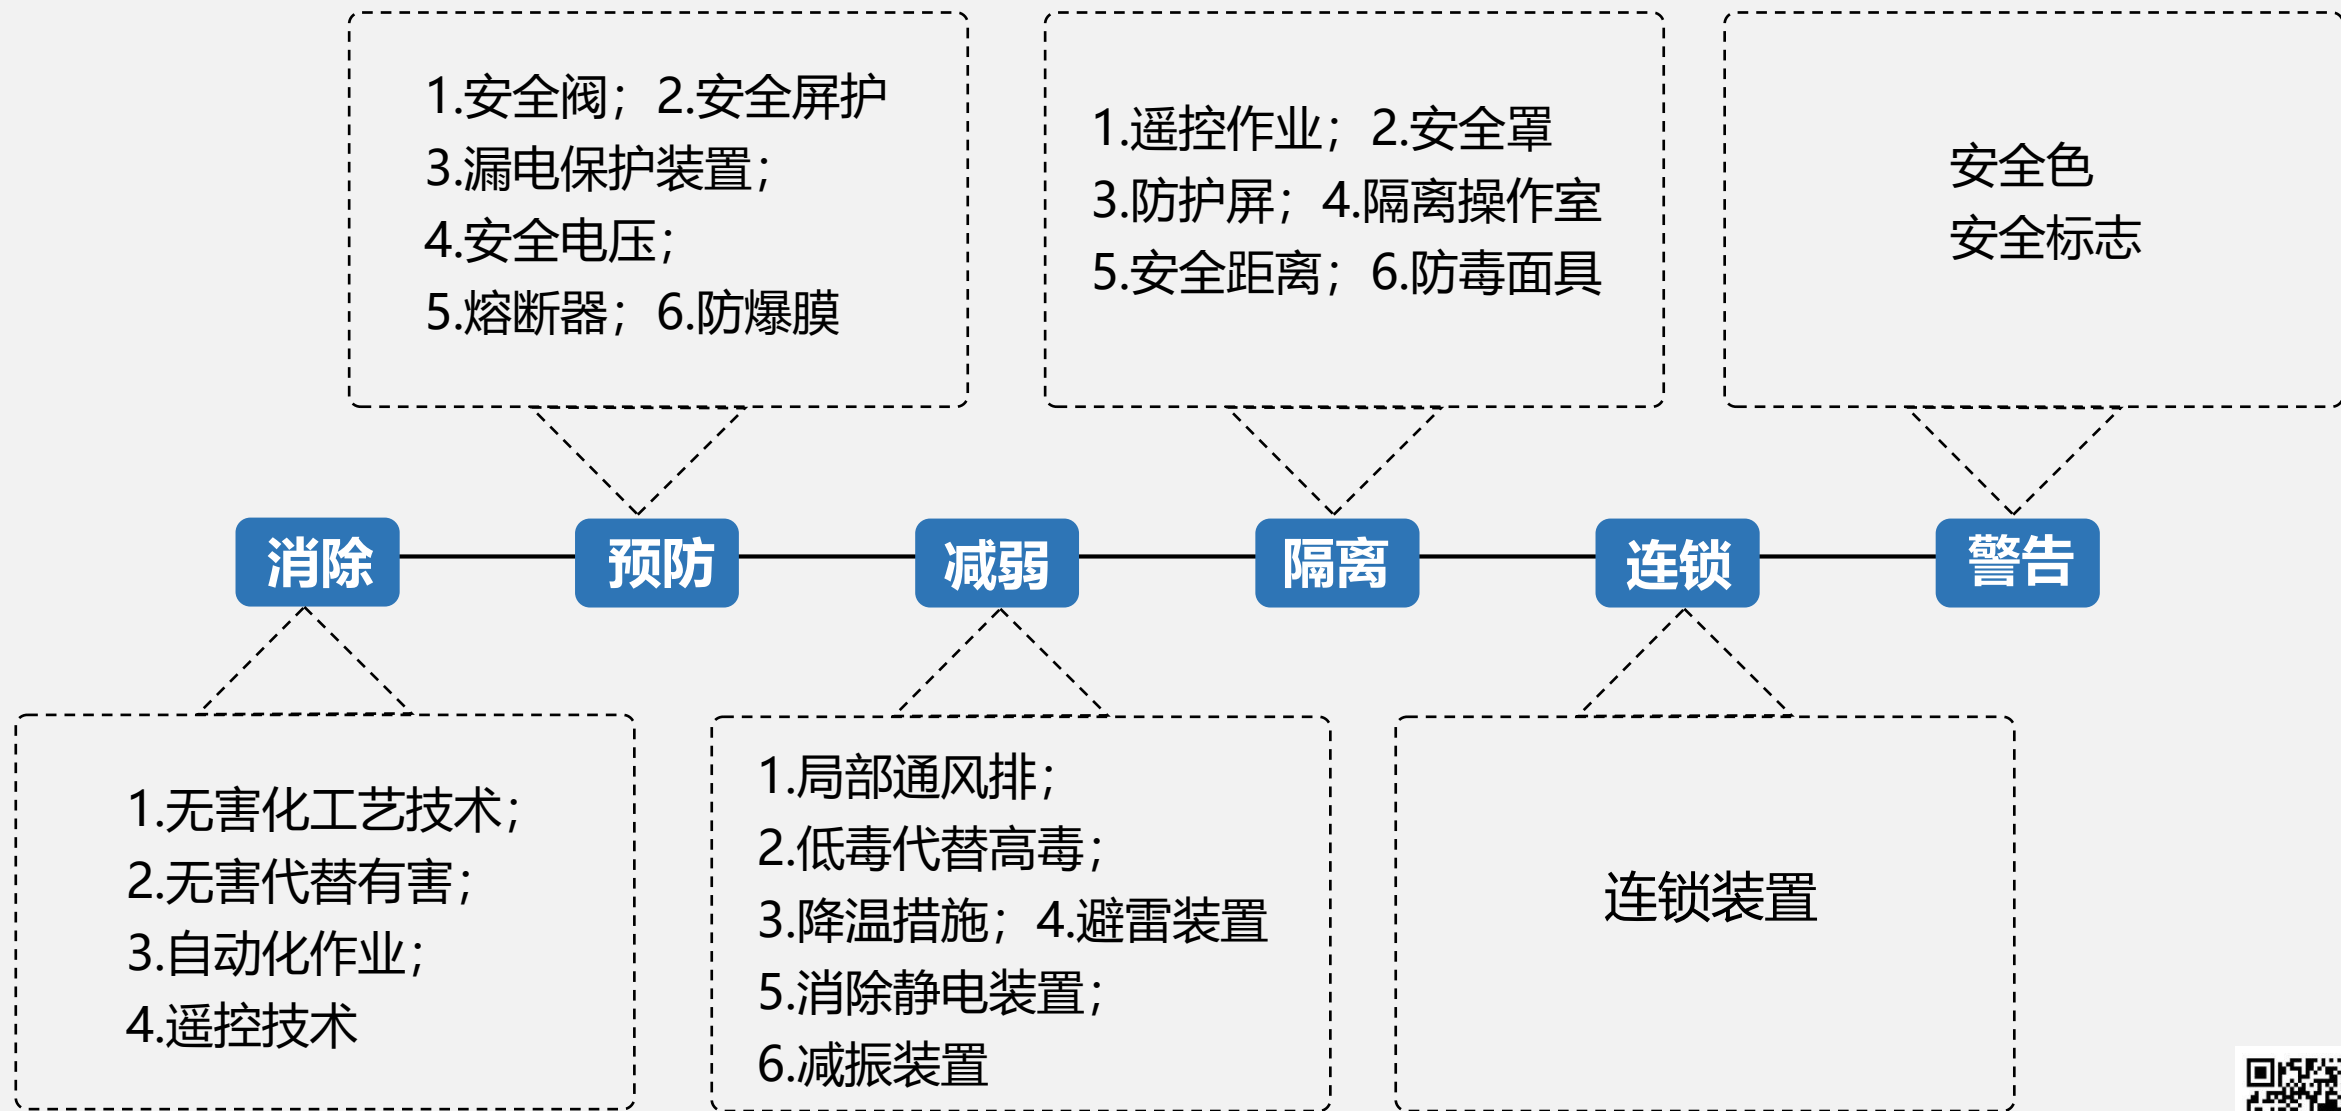 1.安全阀；2.安全屏护
3.漏电保护装置；
4.安全电压；
5.熔断器；6.防爆膜
1.遥控作业；2.安全罩
3.防护屏；4.隔离操作室
5.安全距离；6.防毒面具
安全色
安全标志
消除
预防
减弱
隔离
连锁
警告
1.无害化工艺技术；
2.无害代替有害；
3.自动化作业；
4.遥控技术
1.局部通风排；
2.低毒代替高毒；
3.降温措施；4.避雷装置
5.消除静电装置；
6.减振装置
连锁装置